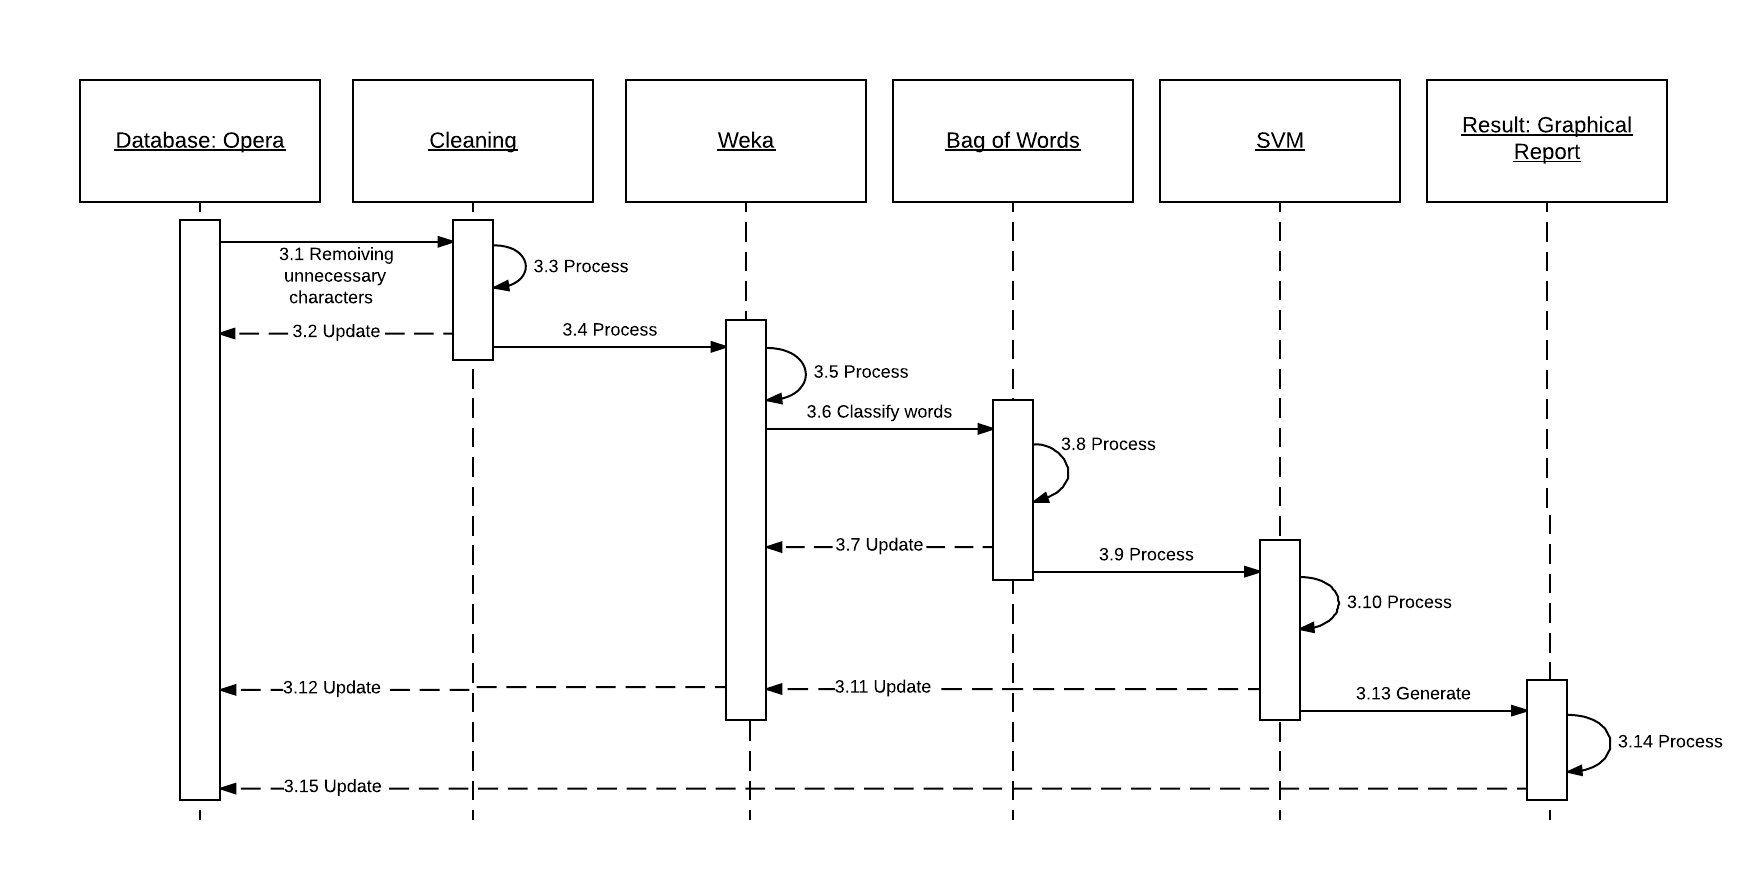 Database: Opera
Cleaning
Weka
Bag of Words
SVM
Result: Graphical
Report
3.1 Remoiving
unnecessary
characters
3.3 Process
3.2 Update
3.4 Process
3.5 Process
3.6 Classify words
3.8 Process
3.7 Update
3.9 Process
3.10 Process
3.12 Update
3.11 Update
3.13 Generate
3.14 Process
3.15 Update